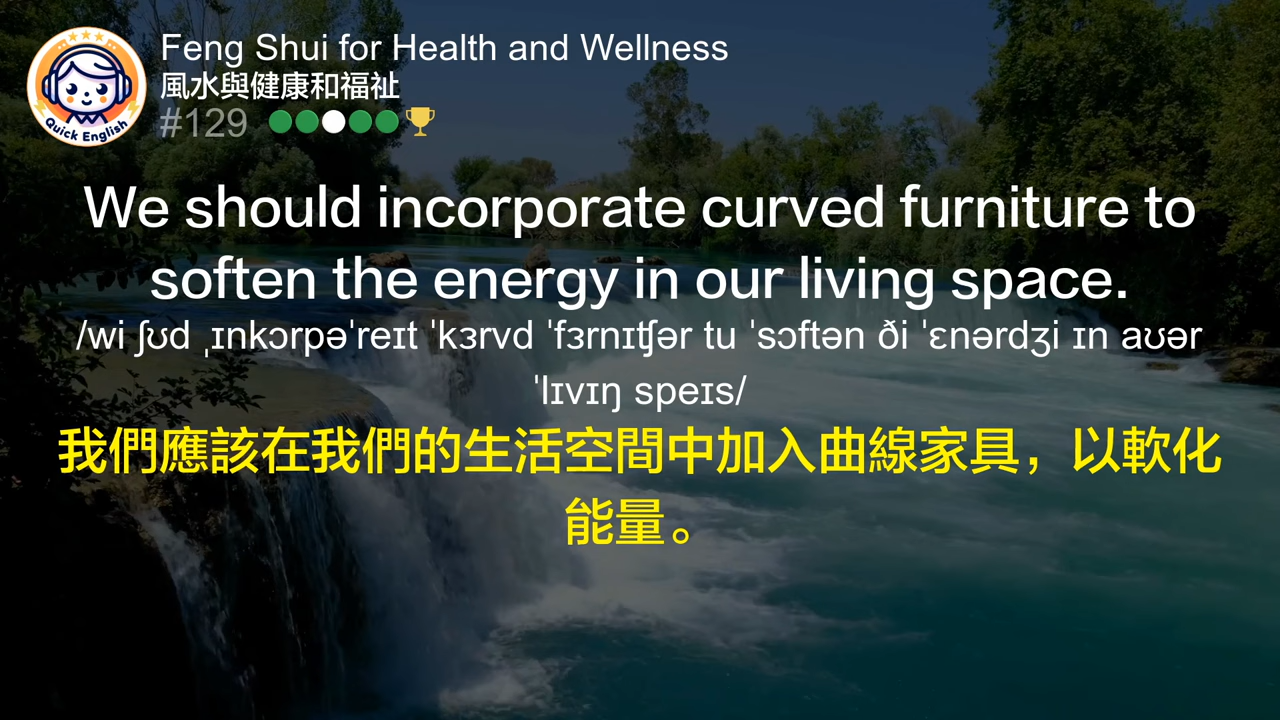 Feng Shui for Health and Wellness
風水與健康和福祉
#129
Quick English
We should incorporate curved furniture to
soften the energy in our living space.
/wi ʃʊd ˌɪnkɔrpəˈreɪt ˈkɜrvd ˈfɜrnɪʧər tu ˈsɔftən ði ˈɛnərdʒi ɪn aʊər
ˈlɪvɪŋ speɪs/
我們應該在我們的生活空間中加入曲線家具，以軟化
能量。